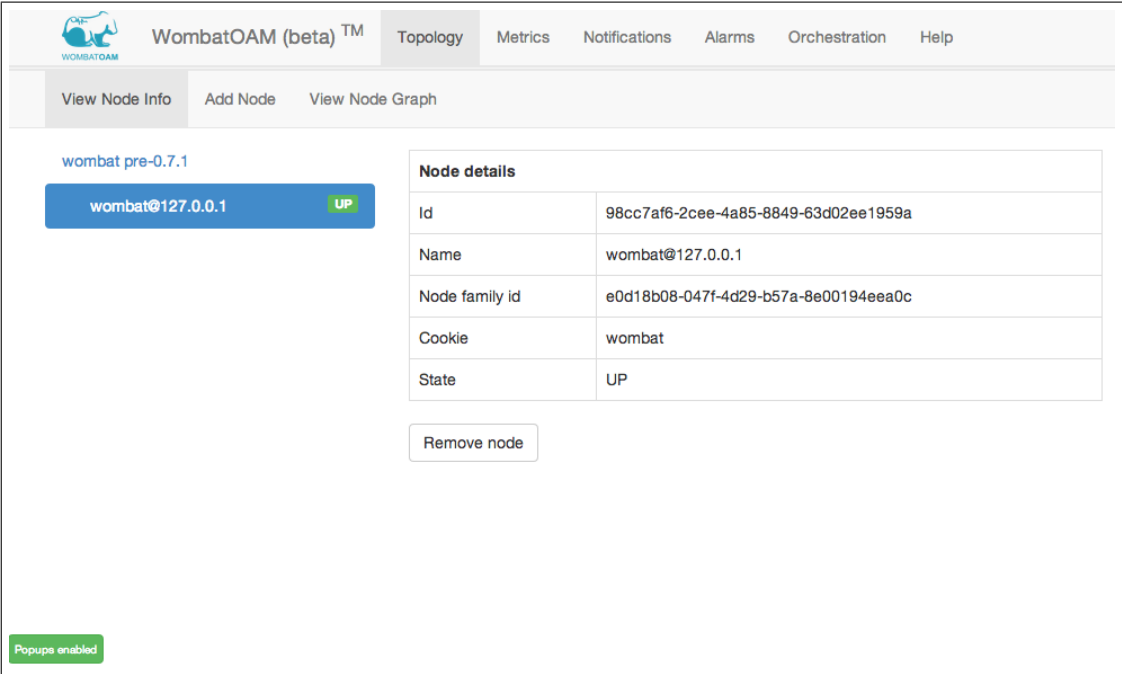 WOMBATOAM
WombatOAM (beta) TM
Topology
Metrics
Notifications
Alarms
Orchestration
Help
View Node Info
Add Node
View Node Graph
wombat pre-0.7.1
wombat@127.0.0.1 UP
Node details
Id 98cc7af6-2cee-4a85-8849-63d02ee1959a
Name wombat@127.0.0.1
Node family id e0d18b08-047f-4d29-b57a-8e00194eea0c
Cookie wombat
State UP
Remove node
Popups enabled